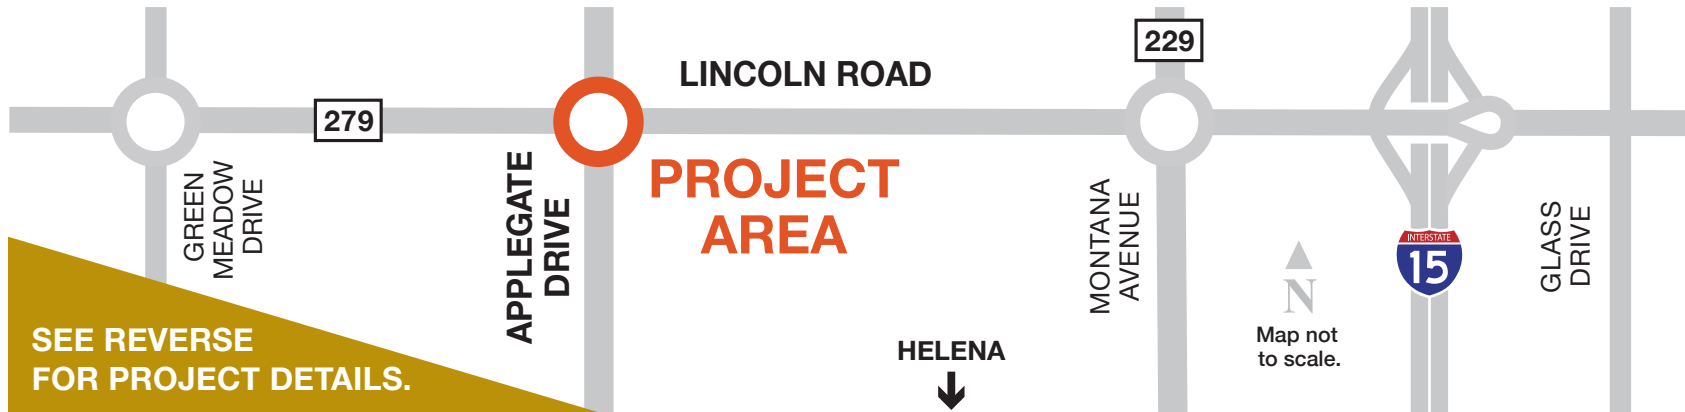 229
LINCOLN ROAD
279
PROJECT
AREA
GREEN
MEADOW
DRIVE
APPLEGATE
DRIVE
MONTANA
AVENUE
GLASS
DRIVE
INTERSTATE
15
N
Map not
to scale.
HELENA
SEE REVERSE
FOR PROJECT DETAILS.